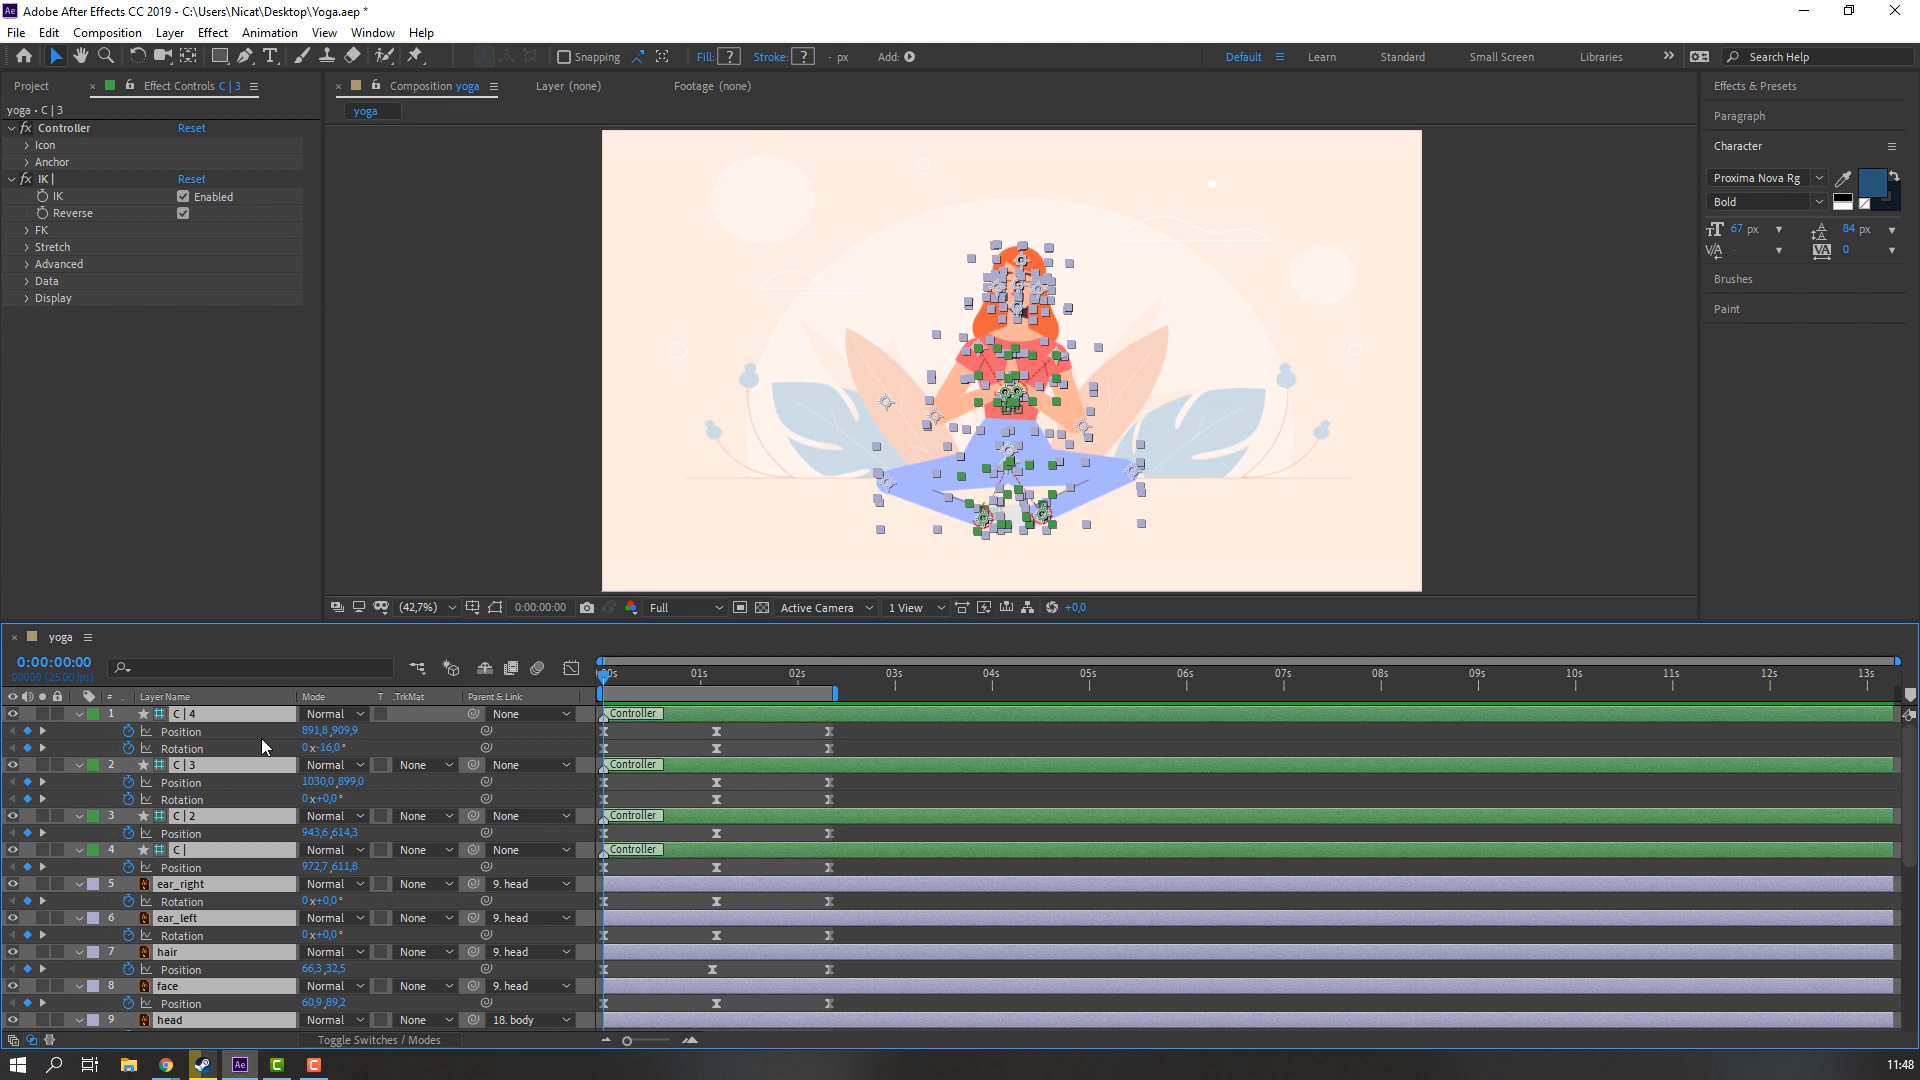 Adobe After Effects CC 2019 - C:\Users\Nicat\Desktop\Yoga.aep *
File Edit Composition Layer Effect Animation View Window Help
Snapping Fill: ? Stroke: ? - px Add: Default Learn Standard Small Screen Libraries Search Help
Project Effect Controls C | 3 Composition yoga Layer (none) Footage (none) Effects & Presets
yoga • C | 3 yoga Paragraph
fx Controller Reset
Icon Character
Anchor
fx IK | Reset Proxima Nova Rg
IK Enabled Bold
Reverse
FK 67 px 84 px
Stretch 0
Advanced
Data Brushes
Display Paint
(42,7%) 0:00:00:00 Full Active Camera 1 View +0,0
yoga
0:00:00:00
00000 (25.00 fps)
00s 01s 02s 03s 04s 05s 06s 07s 08s 09s 10s 11s 12s 13s
# Layer Name Mode T .TrkMat Parent & Link
1 C | 4 Normal None Controller
Position 891,8 ,909,9
Rotation 0 x-16,0 °
2 C | 3 Normal None None Controller
Position 1030,0 ,899,0
Rotation 0 x+0,0 °
3 C | 2 Normal None None Controller
Position 943,6 ,614,3
4 C | Normal None None Controller
Position 972,7 ,611,8
5 ear_right Normal None 9. head
Rotation 0 x+0,0 °
6 ear_left Normal None 9. head
Rotation 0 x+0,0 °
7 hair Normal None 9. head
Position 66,3 ,32,5
8 face Normal None 9. head
Position 60,9 ,89,2
9 head Normal None 18. body
Toggle Switches / Modes
11:48